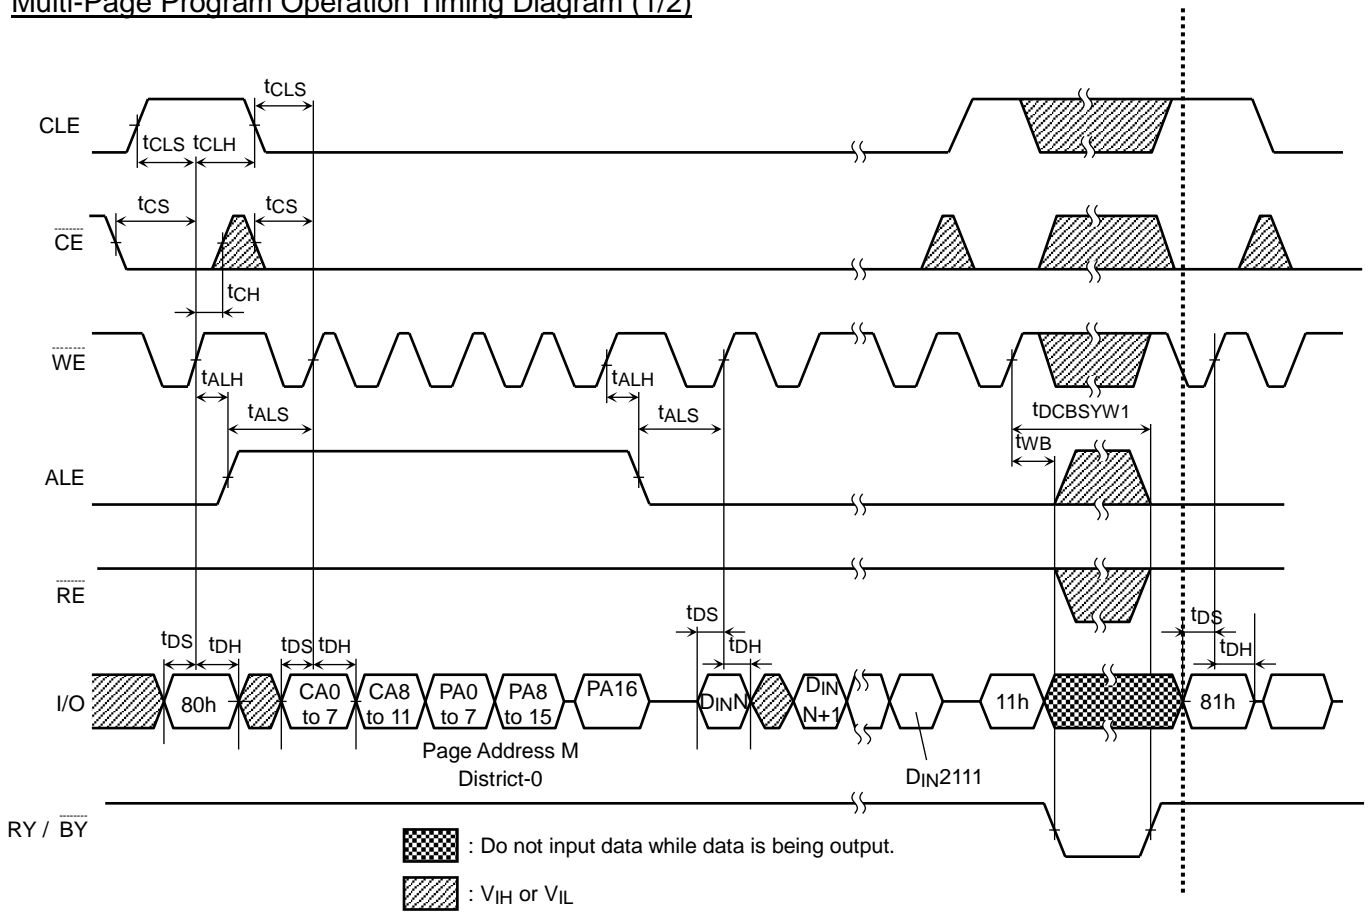 Multi-Page Program Operation Timing Diagram (1/2)
tCLS
CLE
tCLS tCLH
tCS tCS
CE
tCH
WE
tALH tALH
tALS tALS tDCBSYW1
tWB
ALE
RE
tDS tDS
tDS tDH tDS tDH tDH tDH
I/O
80h
CA0 to 7
CA8 to 11
PA0 to 7
PA8 to 15
PA16
DINN
DIN N+1
11h
81h
Page Address M
District-0
DIN2111
RY / BY
: Do not input data while data is being output.
: VIH or VIL